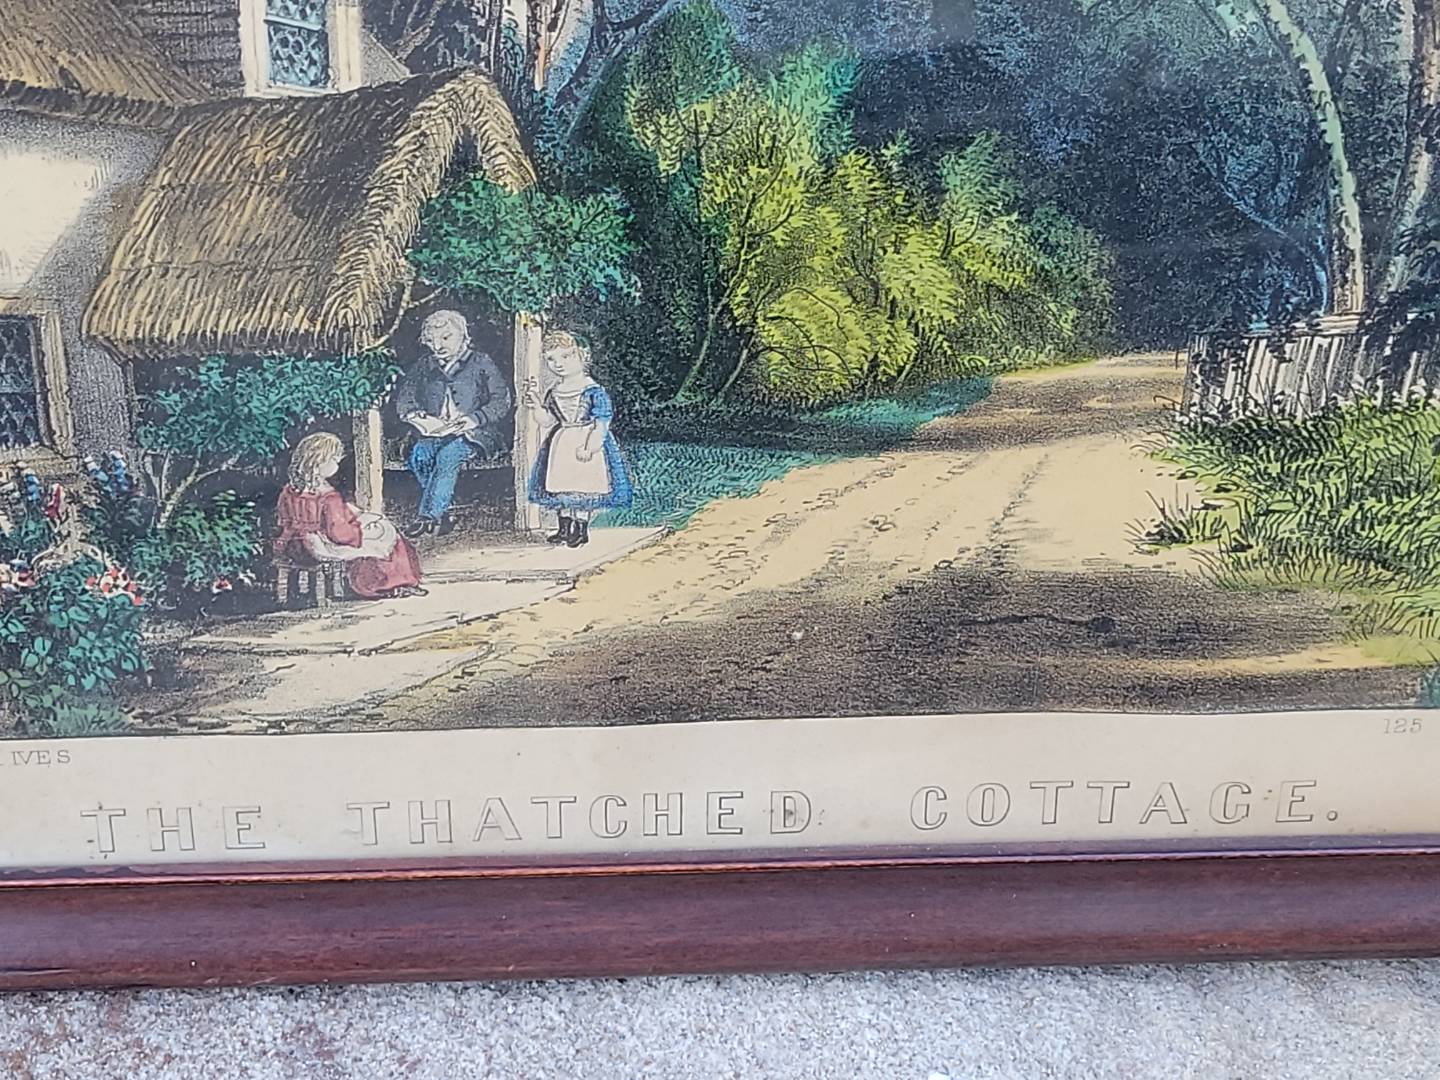 IVES
125
THE THATCHED COTTAGE.